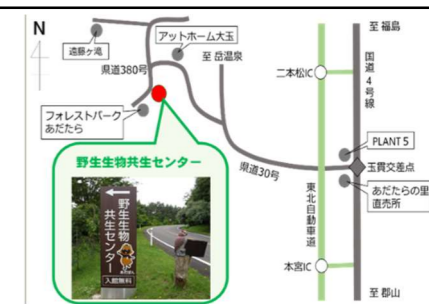 N
至 福島
遠藤ヶ滝
アットホーム大玉
至 岳温泉
県道380号
二本松IC
国道4号線
フォレストパーク
あだたら
野生生物共生センター
PLANT 5
玉貫交差点
県道30号
あだたらの里
直売所
東北自動車道
本宮IC
至 郡山
野生生物
共生センター
入館無料